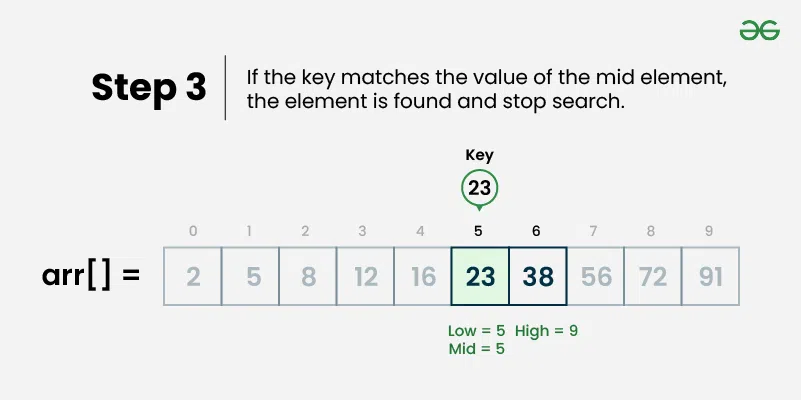 Step 3
If the key matches the value of the mid element,
the element is found and stop search.
Key
23
0 1 2 3 4 5 6 7 8 9
arr[] = 2 5 8 12 16 23 38 56 72 91
Low = 5 High = 9
Mid = 5